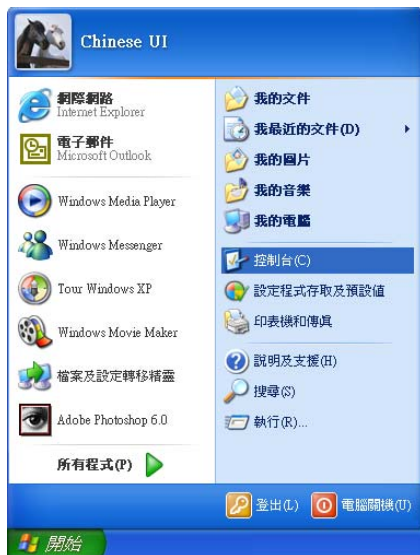 Chinese UI
網際網路
Internet Explorer
電子郵件
Microsoft Outlook
Windows Media Player
Windows Messenger
Tour Windows XP
Windows Movie Maker
檔案及設定轉移精靈
Adobe Photoshop 6.0
所有程式(P)
我的文件
我最近的文件(D)
我的圖片
我的音樂
我的電腦
控制台(C)
設定程式存取及預設值
印表機和傳真
說明及支援(H)
搜尋(S)
執行(R)...
登出(L)
電腦關機(U)
開始